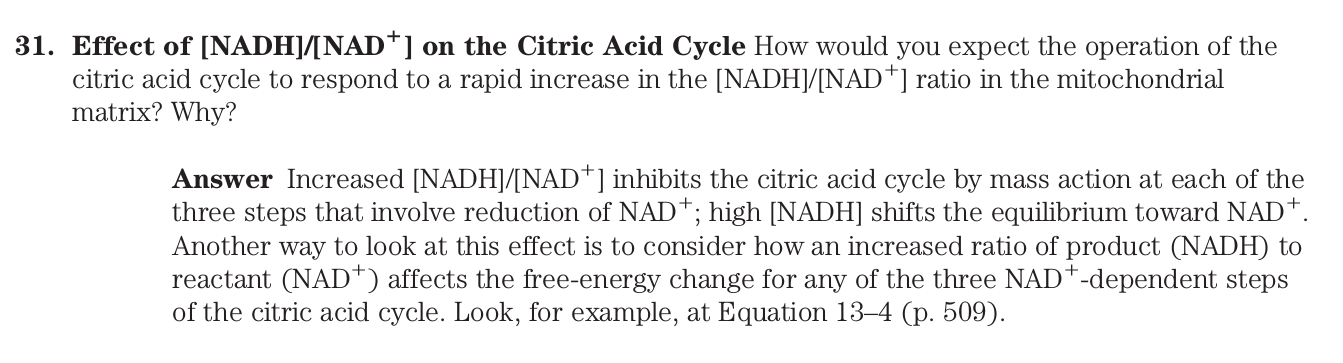 31. Effect of [NADH]/[NAD⁺] on the Citric Acid Cycle How would you expect the operation of the
citric acid cycle to respond to a rapid increase in the [NADH]/[NAD⁺] ratio in the mitochondrial
matrix? Why?
Answer Increased [NADH]/[NAD⁺] inhibits the citric acid cycle by mass action at each of the
three steps that involve reduction of NAD⁺; high [NADH] shifts the equilibrium toward NAD⁺.
Another way to look at this effect is to consider how an increased ratio of product (NADH) to
reactant (NAD⁺) affects the free-energy change for any of the three NAD⁺-dependent steps
of the citric acid cycle. Look, for example, at Equation 13–4 (p. 509).